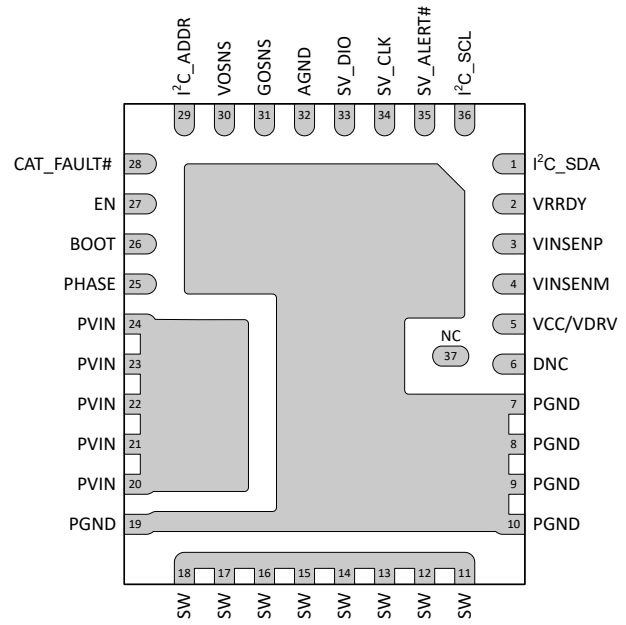 I²C_ADDR
VOSNS
GOSNS
AGND
SV_DIO
SV_CLK
SV_ALERT#
I²C_SCL
29
30
31
32
33
34
35
36
CAT_FAULT# 28
1 I²C_SDA
EN 27
2 VRRDY
BOOT 26
3 VINSENP
PHASE 25
4 VINSENM
PVIN 24
5 VCC/VDRV
NC
37
PVIN 23
6 DNC
PVIN 22
7 PGND
PVIN 21
8 PGND
PVIN 20
9 PGND
PGND 19
10 PGND
18
17
16
15
14
13
12
11
SW
SW
SW
SW
SW
SW
SW
SW